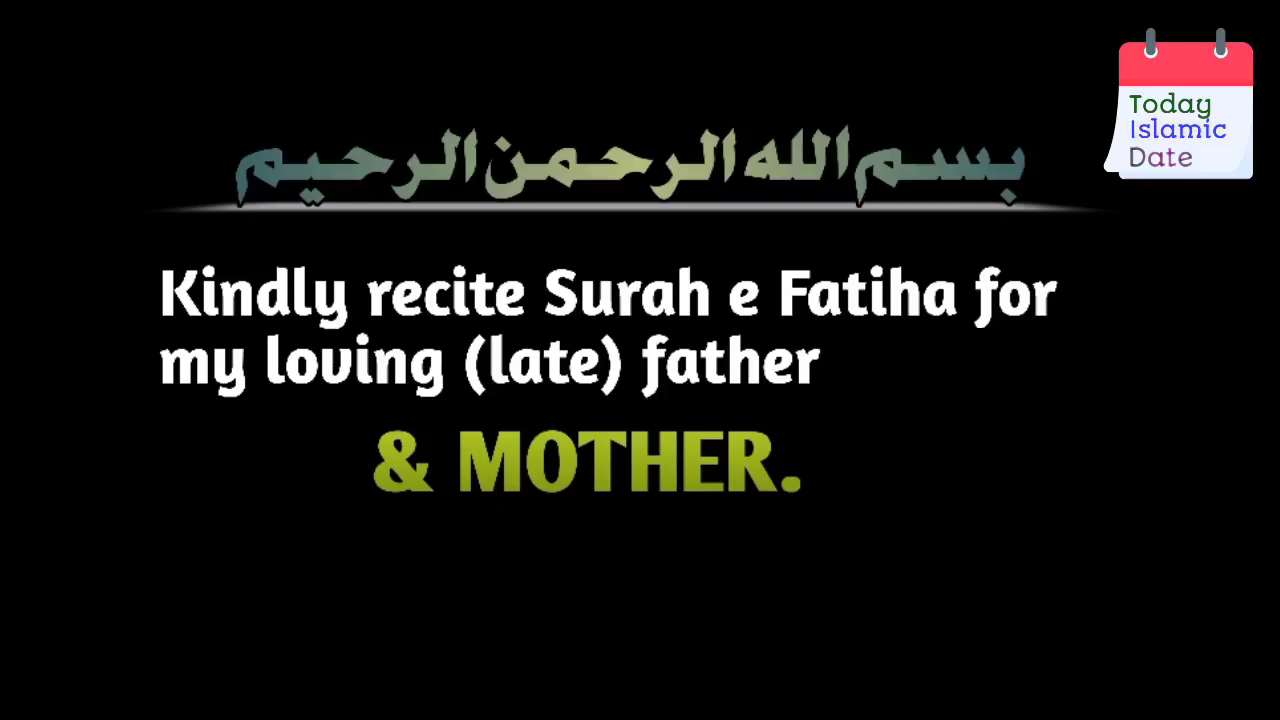 بسم الله الرحمن الرحيم
Kindly recite Surah e Fatiha for
my loving (late) father
& MOTHER.
Today
Islamic
Date